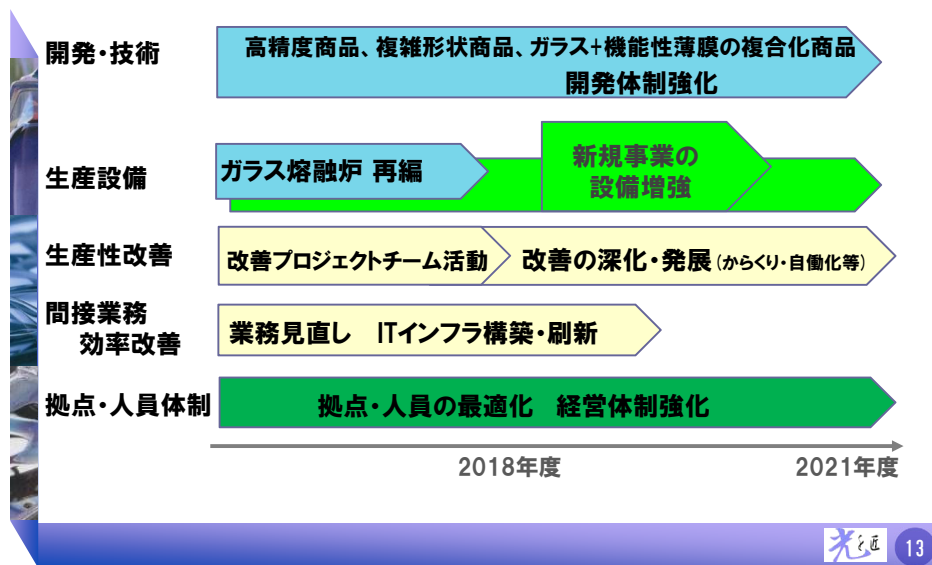 開発・技術
高精度商品、複雑形状商品、ガラス+機能性薄膜の複合化商品
開発体制強化
生産設備
ガラス熔融炉 再編
新規事業の
設備増強
生産性改善
改善プロジェクトチーム活動
改善の深化・発展(からくり・自働化等)
間接業務
効率改善
業務見直し ITインフラ構築・刷新
拠点・人員体制
拠点・人員の最適化 経営体制強化
2018年度
2021年度
光を匠
13